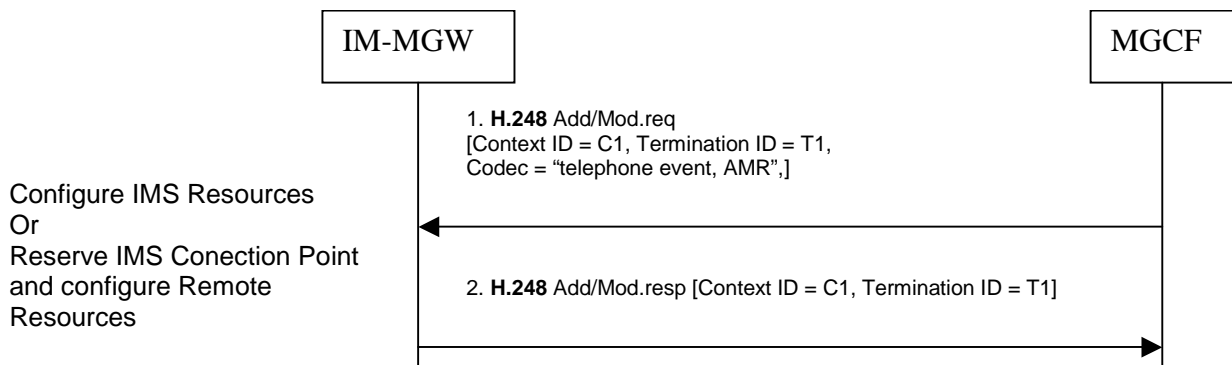 IM-MGW
MGCF
1. H.248 Add/Mod.req
[Context ID = C1, Termination ID = T1,
Codec = “telephone event, AMR”,]
Configure IMS Resources
Or
Reserve IMS Conection Point
and configure Remote
Resources
2. H.248 Add/Mod.resp [Context ID = C1, Termination ID = T1]